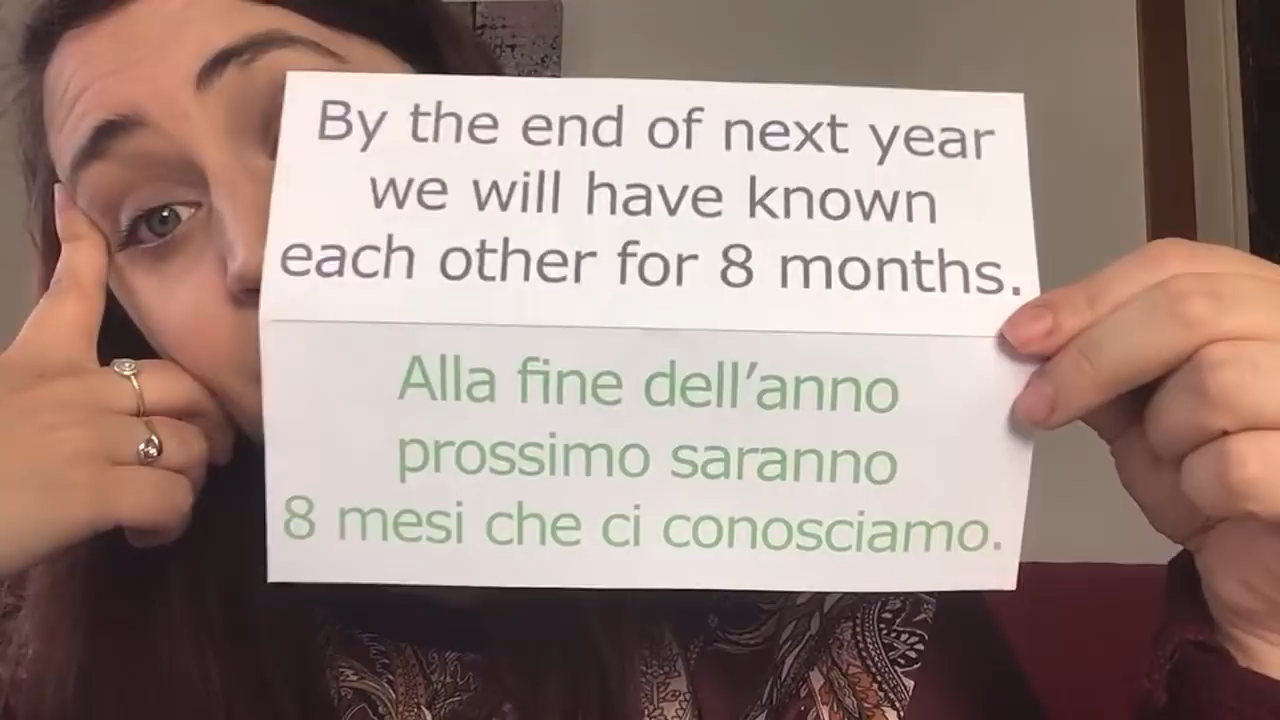 By the end of next year
we will have known
each other for 8 months.
Alla fine dell’anno
prossimo saranno
8 mesi che ci conosciamo.